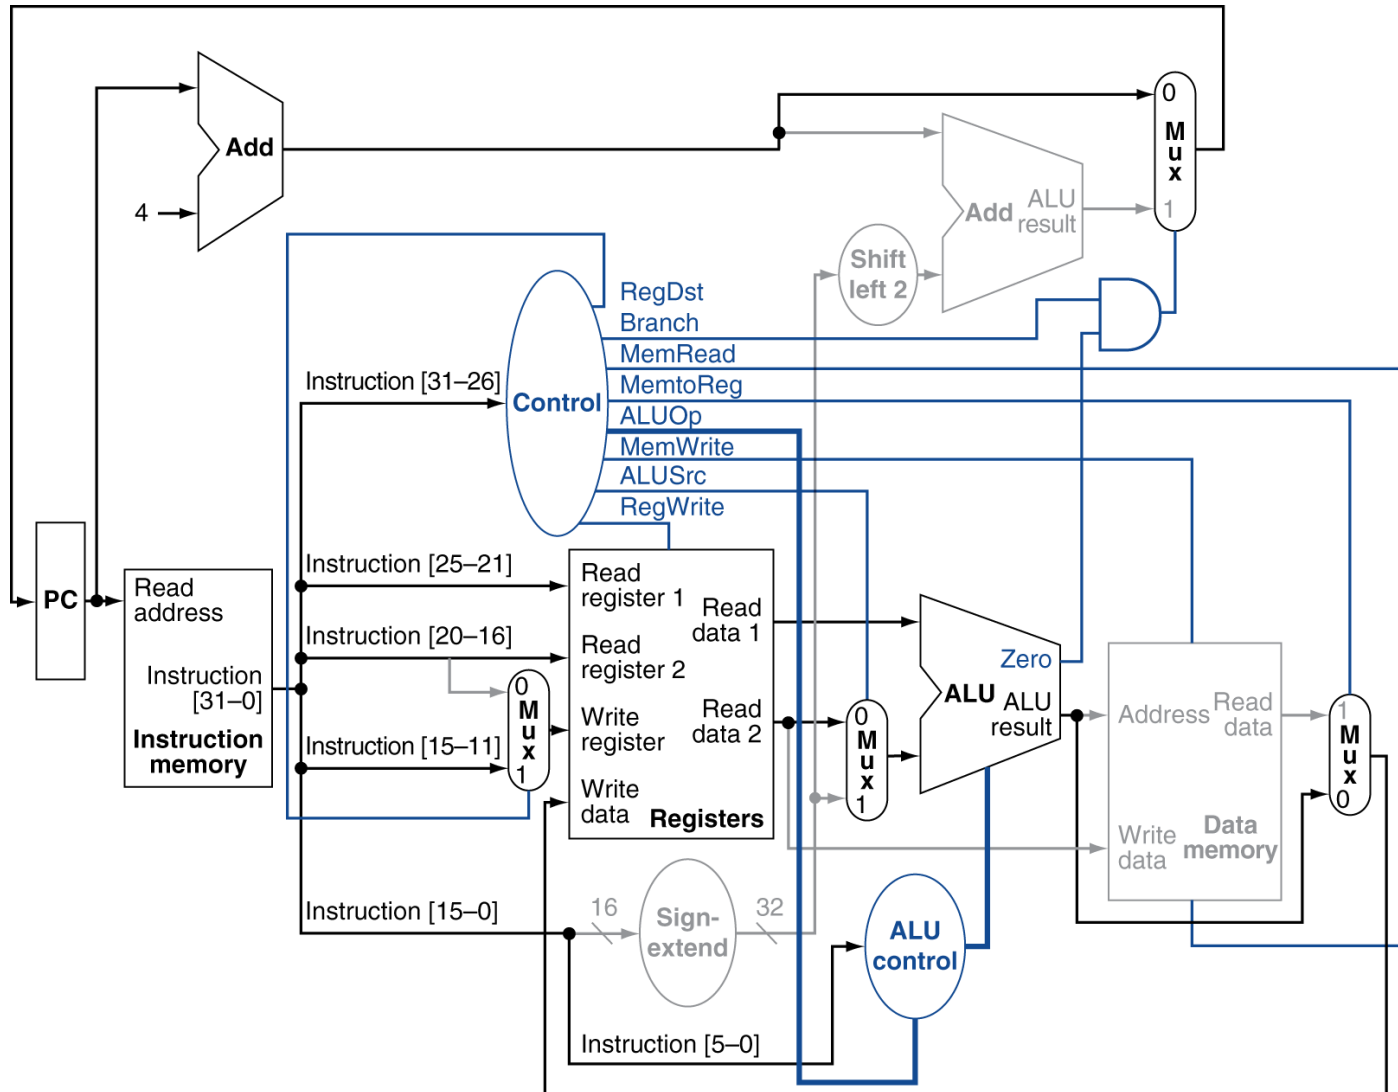 0
M
u
x
1
Add
4
Add
ALU
result
Shift
left 2
RegDst
Branch
MemRead
MemtoReg
ALUOp
MemWrite
ALUSrc
RegWrite
Control
Instruction [31–26]
Instruction [25–21]
Instruction [20–16]
Instruction [15–11]
Instruction [15–0]
Instruction [5–0]
PC
Read
address
Instruction
[31–0]
Instruction
memory
0
M
u
x
1
Read
register 1
Read
register 2
Write
register
Write
data
Read
data 1
Read
data 2
Registers
0
M
u
x
1
Zero
ALU
ALU
result
Address
Read
data
Write
data
Data
memory
1
M
u
x
0
16
Sign-
extend
32
ALU
control